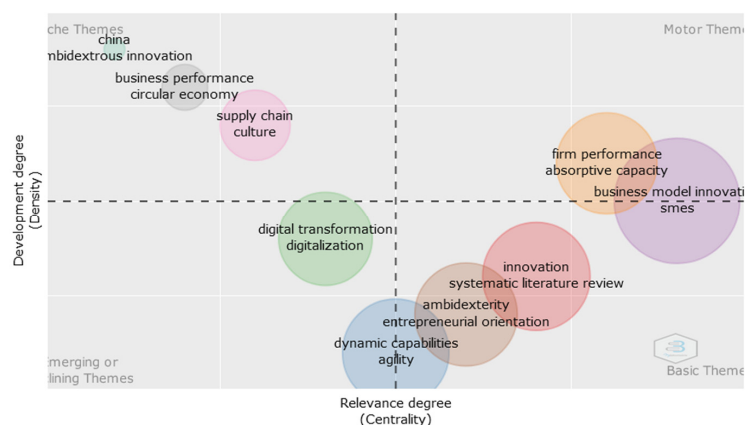 che Themes
Motor Theme
china
mbidextrous innovation
business performance
circular economy
supply chain
culture
firm performance
absorptive capacity
business model innovati
smes
digital transformation
digitalization
innovation
systematic literature review
ambidexterity
entrepreneurial orientation
dynamic capabilities
agility
merging or
lining Themes
Basic Theme
Development degree
(Density)
Relevance degree
(Centrality)